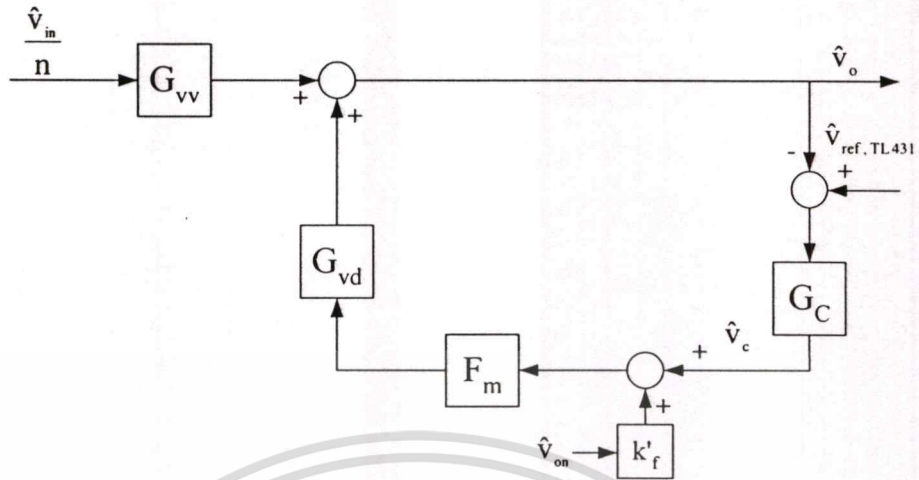 v̂in
n
Gvv
+
+
v̂o
-
v̂ref, TL431
+
Gvd
GC
Fm
+
v̂c
+
v̂on
k'f